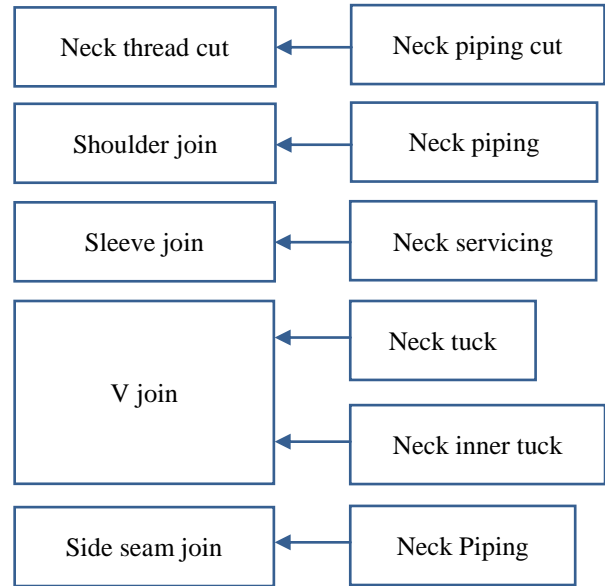 Neck thread cut
Neck piping cut
Shoulder join
Neck piping
Sleeve join
Neck servicing
V join
Neck tuck
Neck inner tuck
Side seam join
Neck Piping